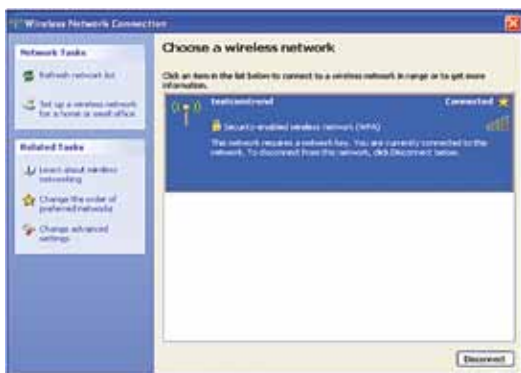 Wireless Network Connection
Network Tasks
Refresh network list
Set up a wireless network
for a home or small office
Related Tasks
Learn about wireless
networking
Change the order of
preferred networks
Change advanced
settings
Choose a wireless network
Click an item in the list below to connect to a wireless network in range or to get more
information.
Connected
Security-enabled wireless network (WPA)
This network requires a network key. You are currently connected to this
network. To disconnect from this network, click Disconnect below.
Disconnect